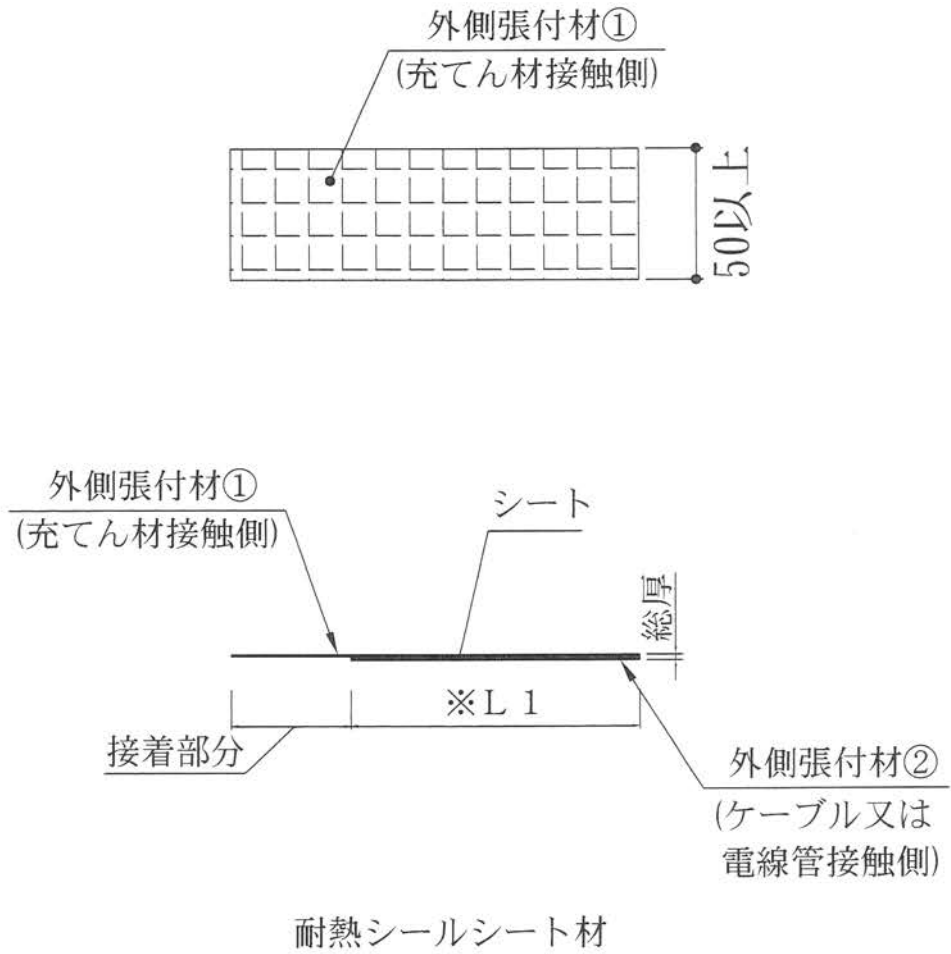 外側張付材①
(充てん材接触側)
50以上
外側張付材①
(充てん材接触側)
シート
総厚
※L 1
接着部分
外側張付材②
(ケーブル又は
電線管接触側)
耐熱シールシート材